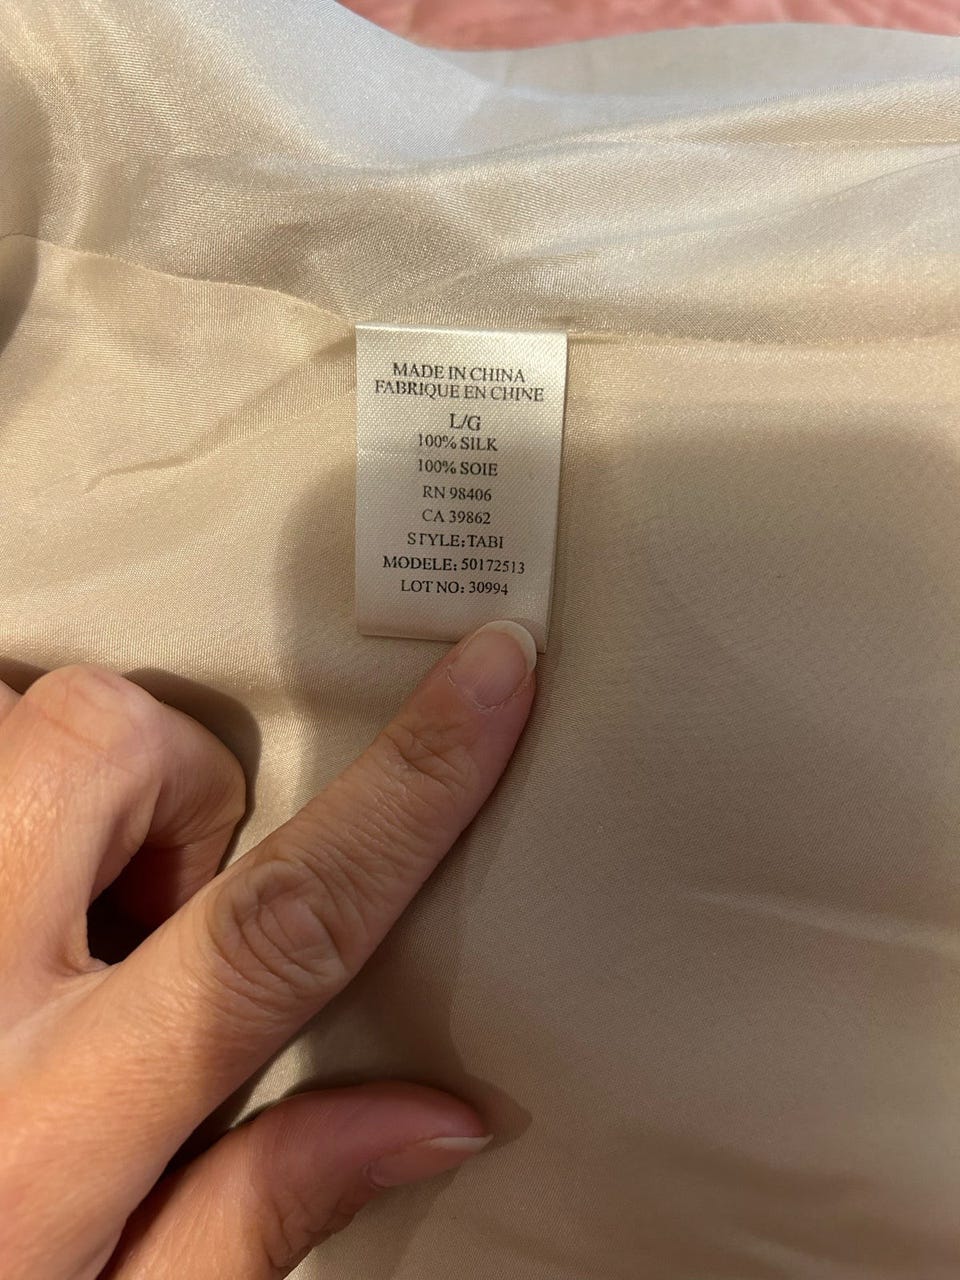 MADE IN CHINA
FABRIQUE EN CHINE
L/G
100% SILK
100% SOIE
RN 98406
CA 39862
STYLE: TABI
MODELE: 50172513
LOT NO: 30994